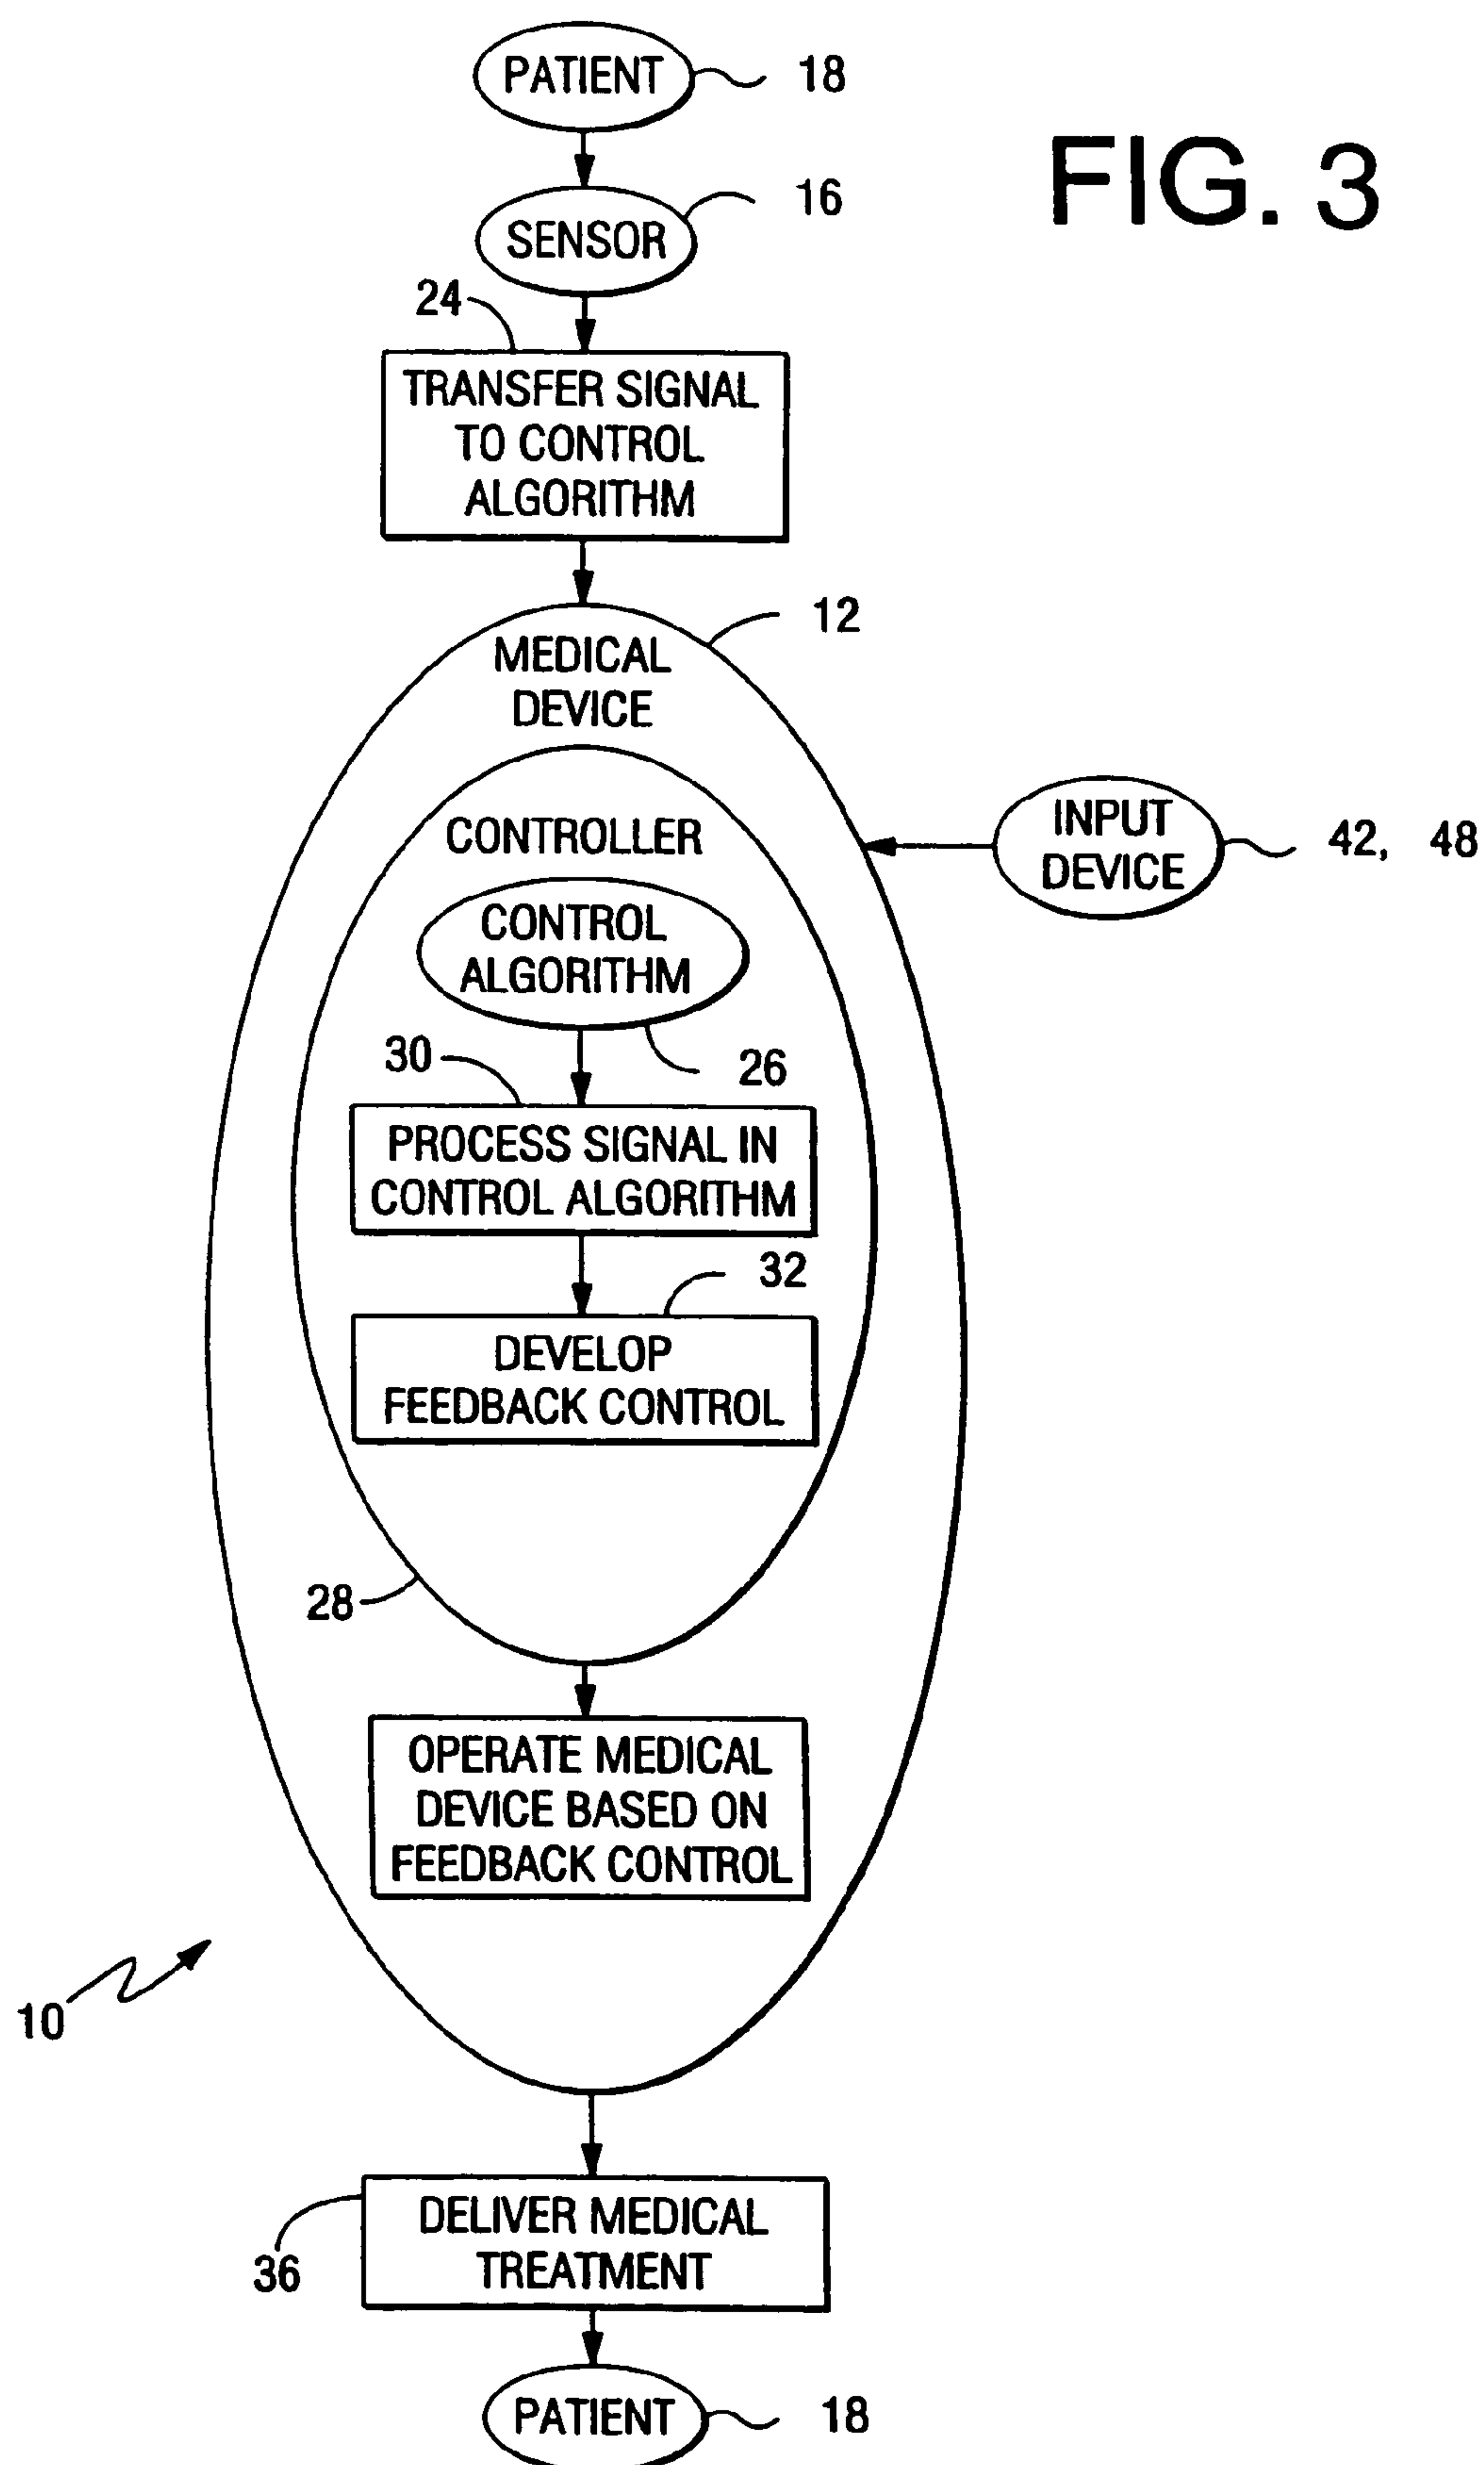 PATIENT
18
FIG. 3
16
SENSOR
24
TRANSFER SIGNAL
TO CONTROL
ALGORITHM
12
MEDICAL
DEVICE
CONTROLLER
INPUT
DEVICE
42, 48
CONTROL
ALGORITHM
30
26
PROCESS SIGNAL IN
CONTROL ALGORITHM
32
DEVELOP
FEEDBACK CONTROL
28
OPERATE MEDICAL
DEVICE BASED ON
FEEDBACK CONTROL
10
DELIVER MEDICAL
TREATMENT
36
PATIENT
18